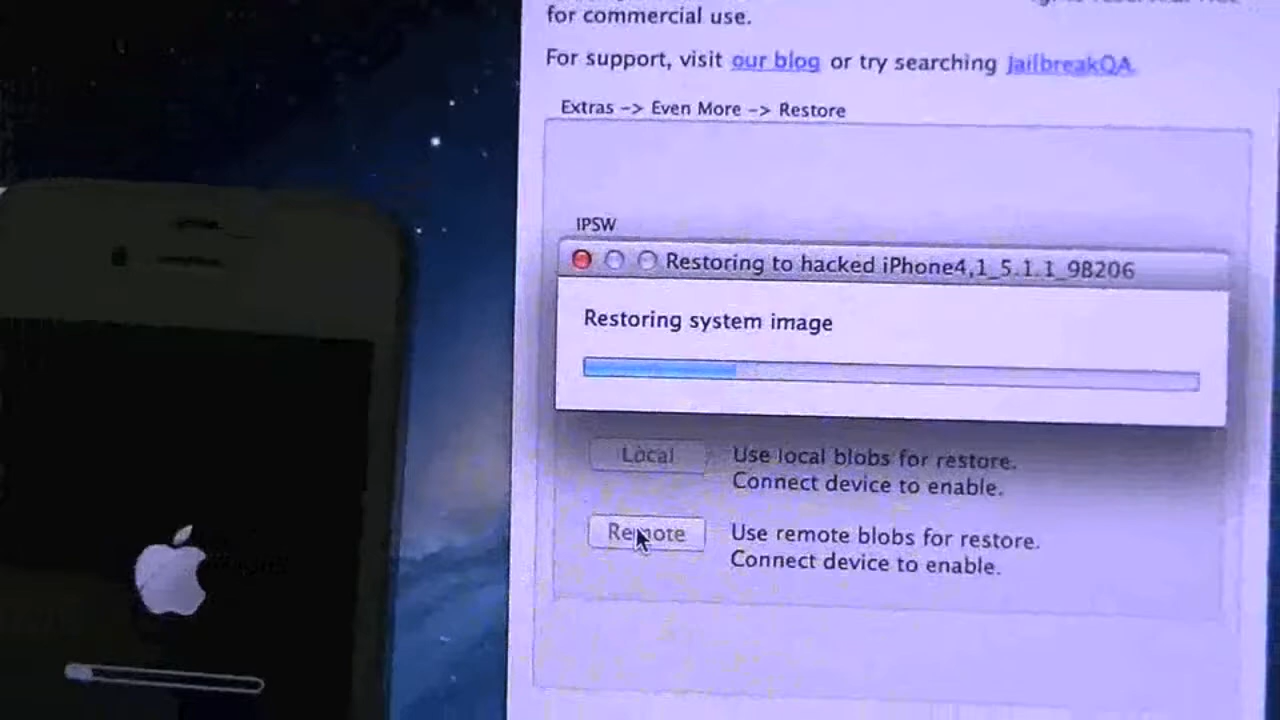 for commercial use.
For support, visit our blog or try searching JailbreakQA.
Extras -> Even More -> Restore
IPSW
Restoring to hacked iPhone4,1_5.1.1_9B206
Restoring system image
Local
Use local blobs for restore.
Connect device to enable.
Remote
Use remote blobs for restore.
Connect device to enable.